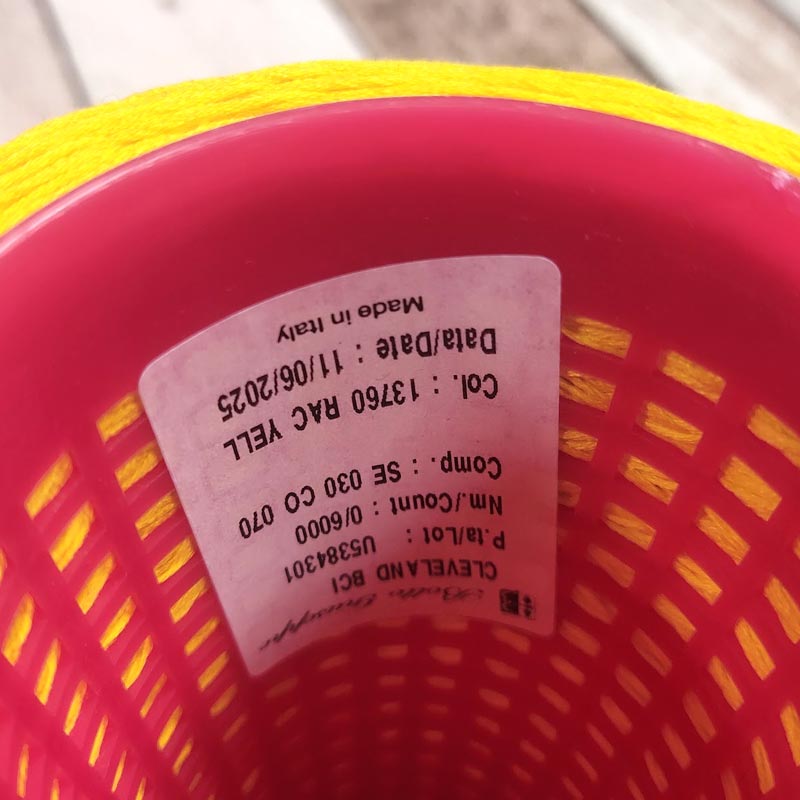 Botto Giuseppe
CLEVELAND BCI
P.ta/Lot : U5384301
Nm./Count : 0/6000
Comp. : SE 030 CO 070
Col. : 13760 RAC YELL
Data/Date : 11/06/2025
Made in Italy